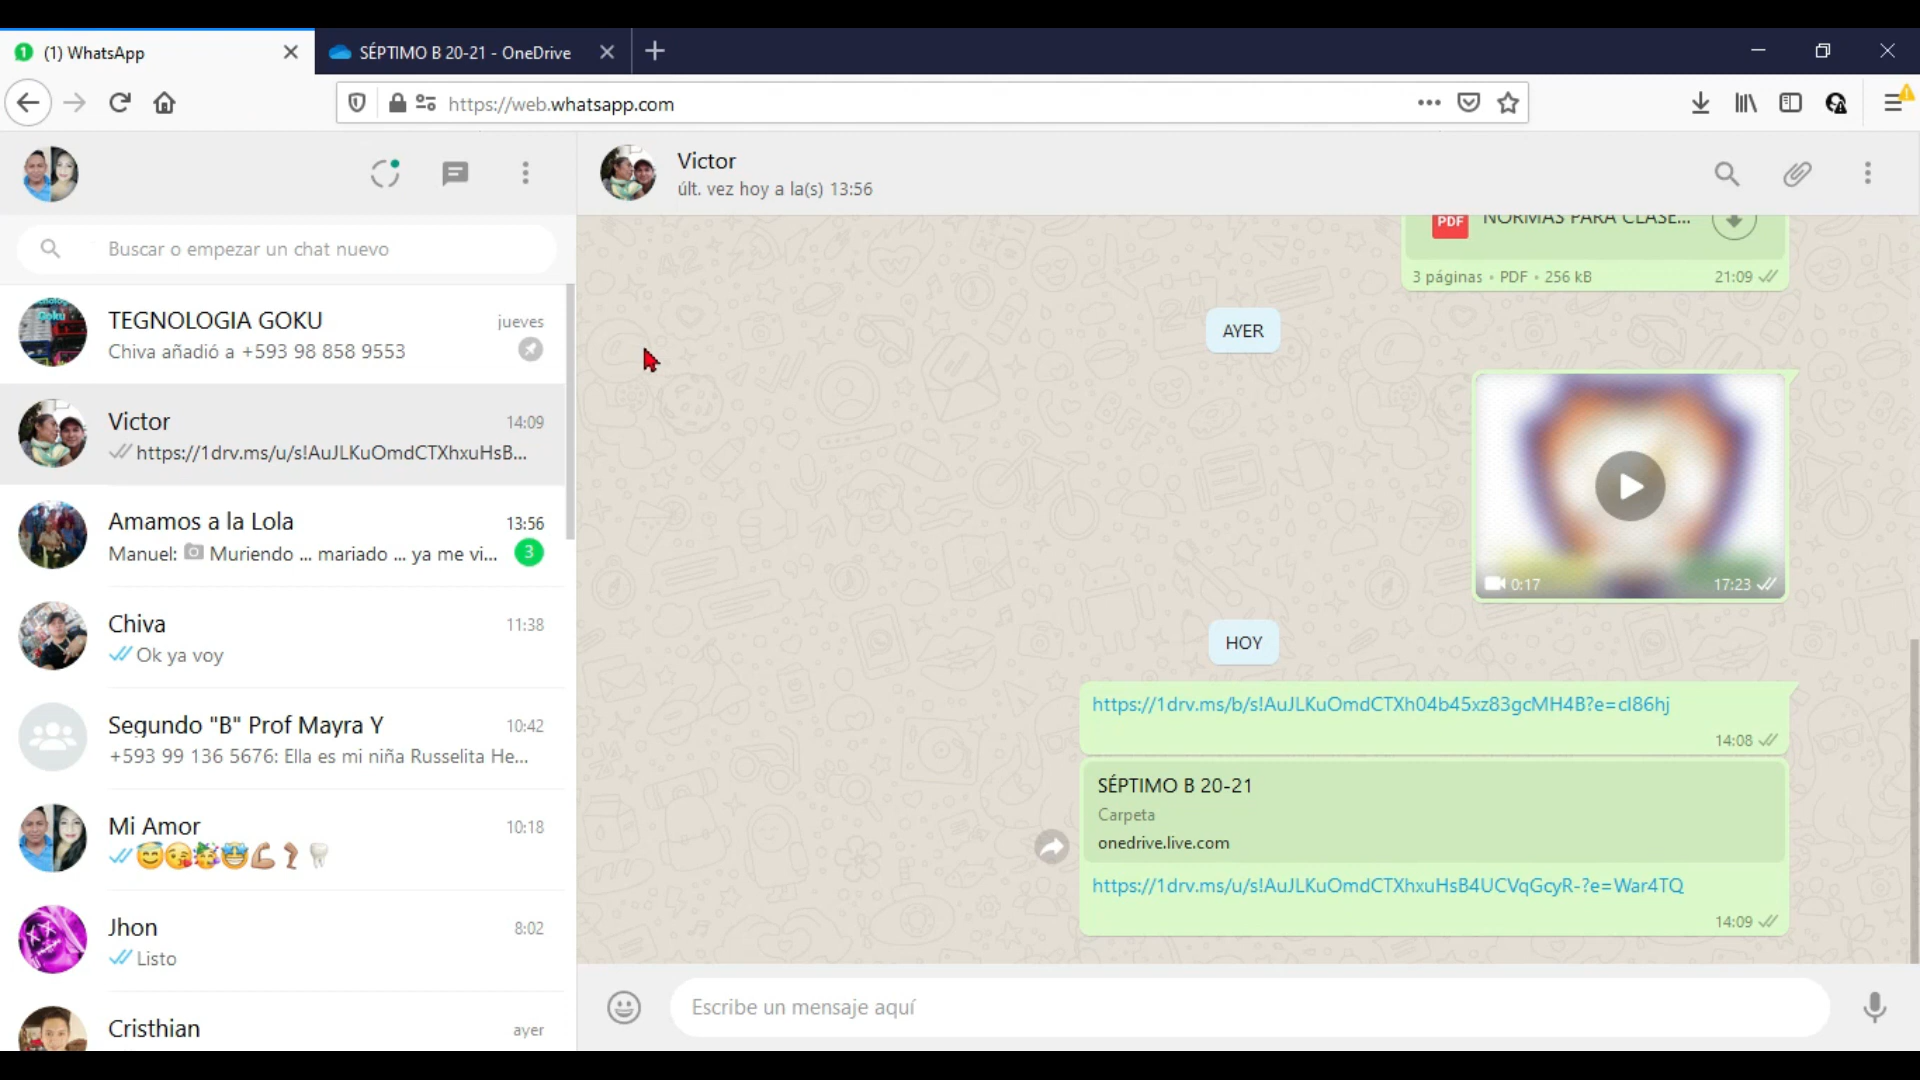 (1) WhatsApp
SÉPTIMO B 20-21 - OneDrive
https://web.whatsapp.com
Victor
últ. vez hoy a la(s) 13:56
Buscar o empezar un chat nuevo
TEGNOLOGIA GOKU
jueves
Chiva añadió a +593 98 858 9553
Victor
14:09
https://1drv.ms/u/s!AuJLKuOmdCTXhxuHsB...
Amamos a la Lola
13:56
Manuel: Muriendo ... mariado ... ya me vi...
3
Chiva
11:38
Ok ya voy
Segundo "B" Prof Mayra Y
10:42
+593 99 136 5676: Ella es mi niña Russelita He...
Mi Amor
10:18
Jhon
8:02
Listo
Cristhian
ayer
PDF
NORMAS PARA CLASE...
3 páginas • PDF • 256 kB
21:09
AYER
0:17
17:23
HOY
https://1drv.ms/b/s!AuJLKuOmdCTXh04b45xz83gcMH4B?e=cl86hj
14:08
SÉPTIMO B 20-21
Carpeta
onedrive.live.com
https://1drv.ms/u/s!AuJLKuOmdCTXhxuHsB4UCVqGcyR-?e=War4TQ
14:09
Escribe un mensaje aquí